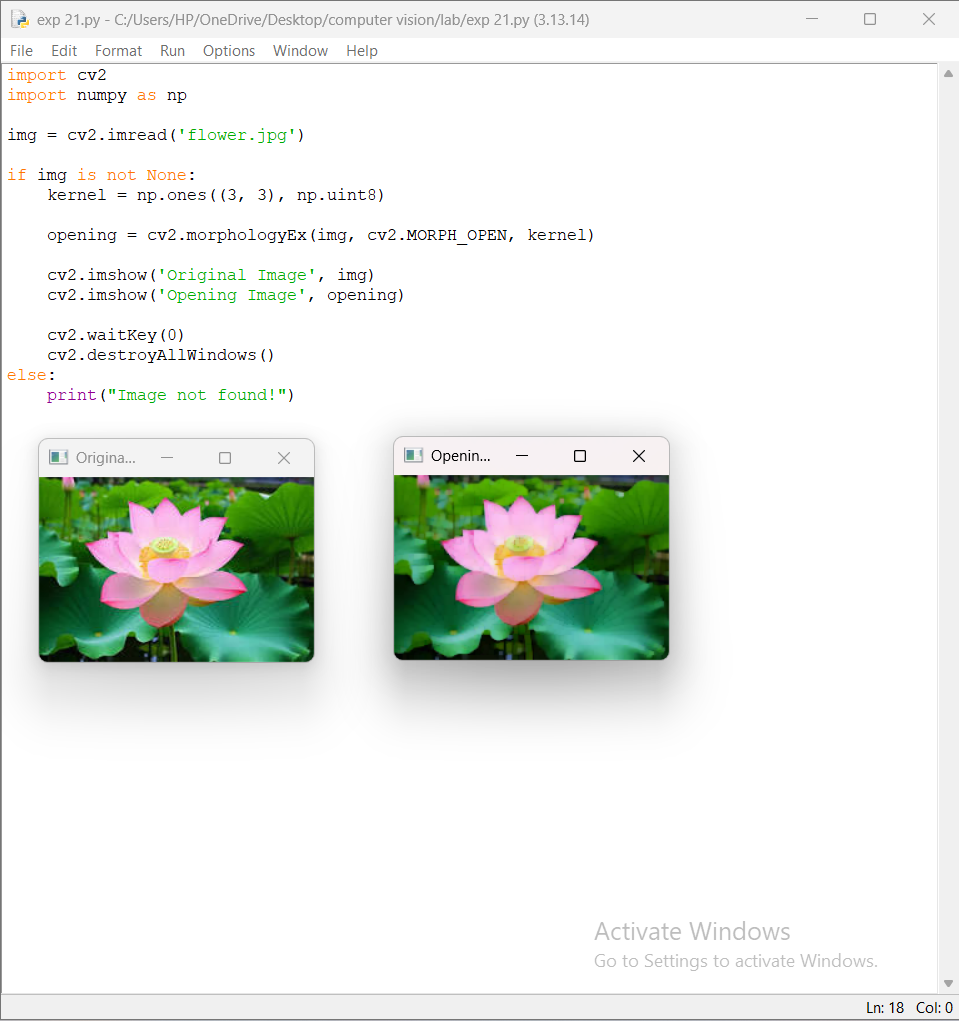 exp 21.py - C:/Users/HP/OneDrive/Desktop/computer vision/lab/exp 21.py (3.13.14)
File Edit Format Run Options Window Help
import cv2
import numpy as np

img = cv2.imread('flower.jpg')

if img is not None:
    kernel = np.ones((3, 3), np.uint8)

    opening = cv2.morphologyEx(img, cv2.MORPH_OPEN, kernel)

    cv2.imshow('Original Image', img)
    cv2.imshow('Opening Image', opening)

    cv2.waitKey(0)
    cv2.destroyAllWindows()
else:
    print("Image not found!")
Origina...
Openin...
Activate Windows
Go to Settings to activate Windows.
Ln: 18 Col: 0